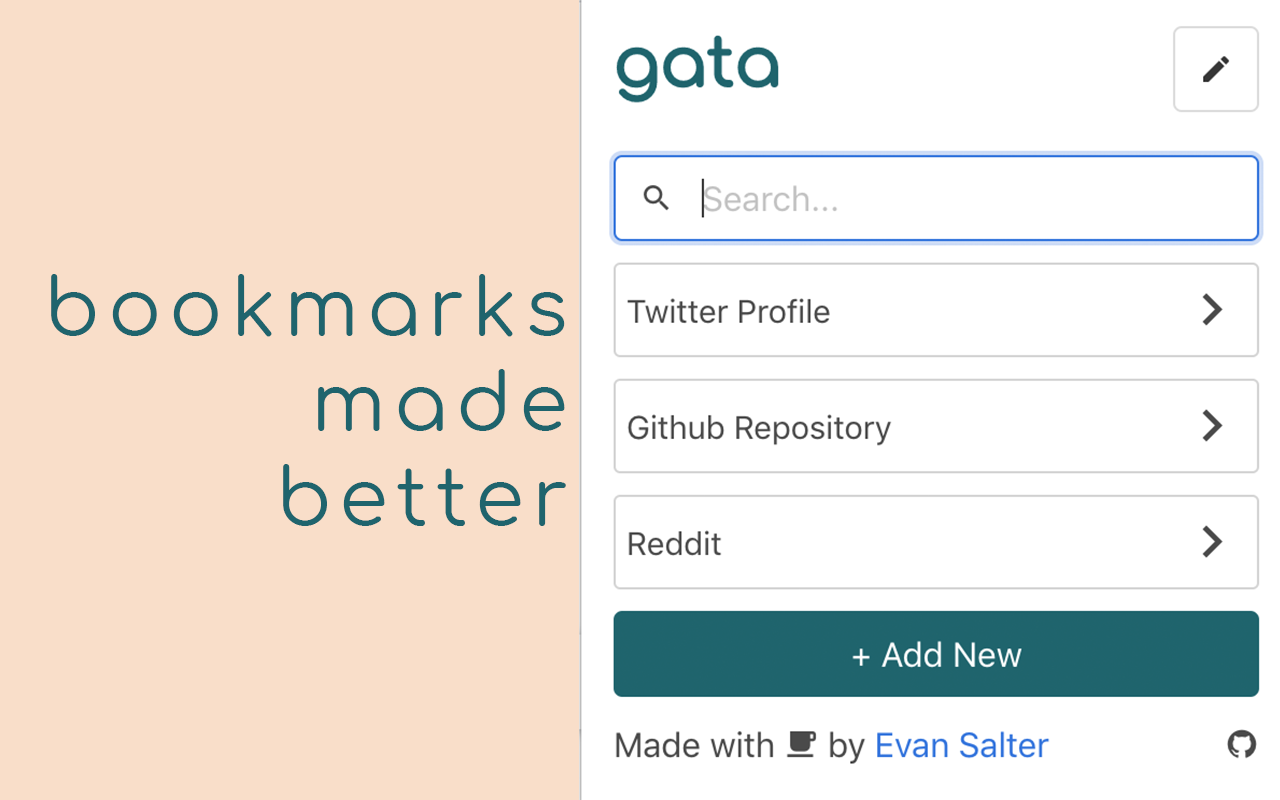 bookmarks
made
better
gata
Search...
Twitter Profile
Github Repository
Reddit
+ Add New
Made with by Evan Salter